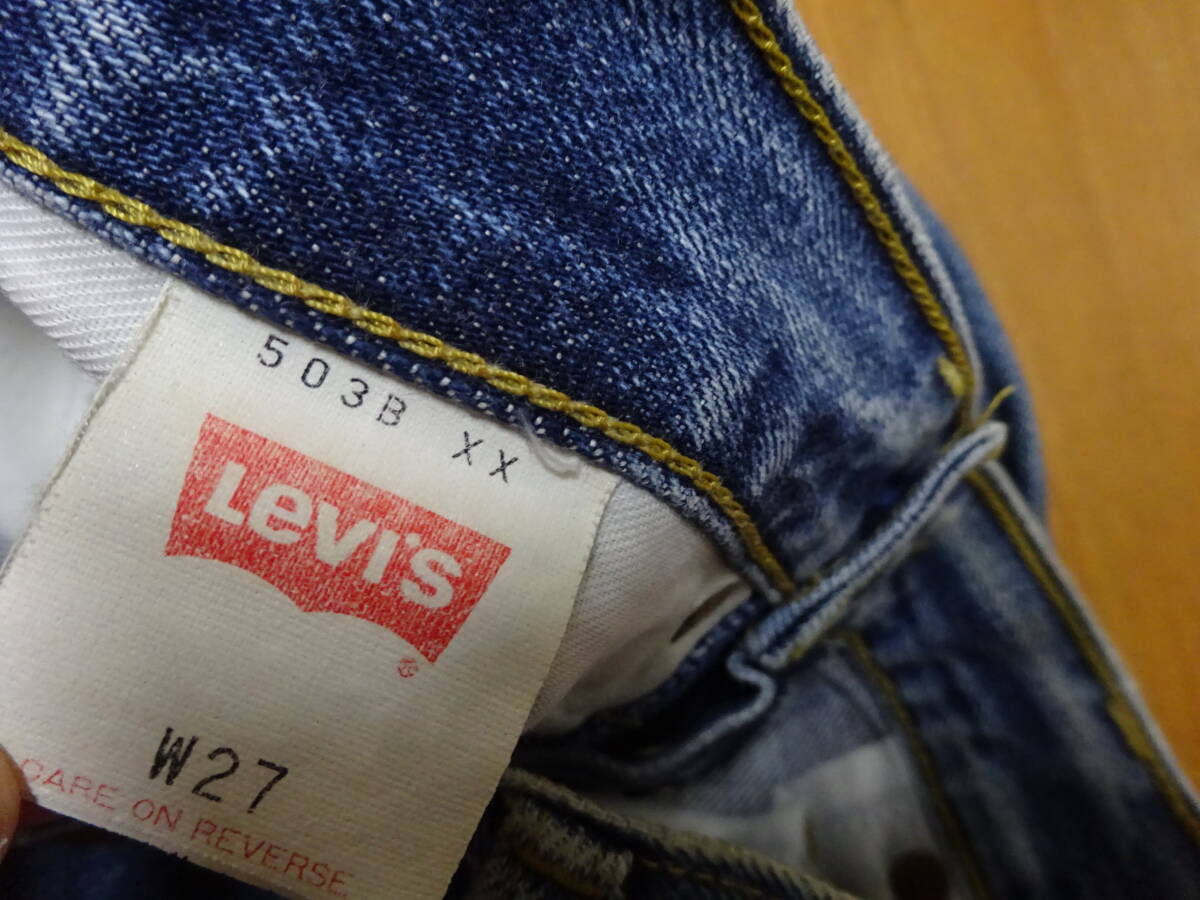 503B XX
Levi's
®
W27
CARE ON REVERSE